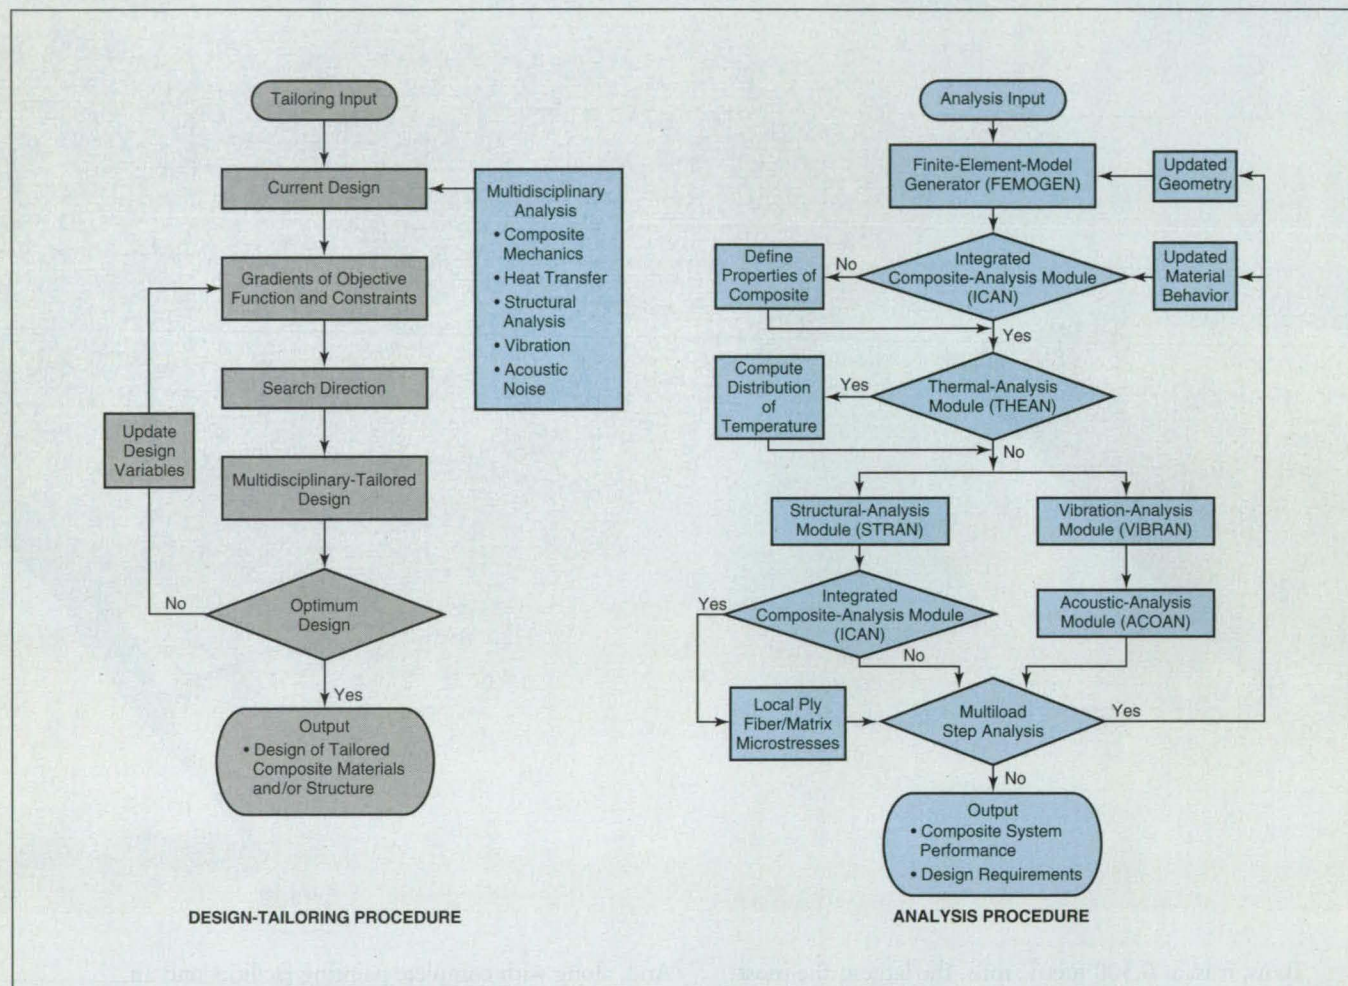 Tailoring Input
Current Design
Gradients of Objective
Function and Constraints
Search Direction
Update
Design
Variables
Multidisciplinary-Tailored
Design
No
Optimum
Design
Yes
Output
• Design of Tailored
Composite Materials
and/or Structure
DESIGN-TAILORING PROCEDURE
Multidisciplinary
Analysis
• Composite
Mechanics
• Heat Transfer
• Structural
Analysis
• Vibration
• Acoustic
Noise
Analysis Input
Finite-Element-Model
Generator (FEMOGEN)
Updated
Geometry
Define
Properties of
Composite
No
Integrated
Composite-Analysis Module
(ICAN)
Updated
Material
Behavior
Yes
Compute
Distribution
of
Temperature
Yes
Thermal-Analysis
Module (THEAN)
No
Structural-Analysis
Module (STRAN)
Vibration-Analysis
Module (VIBRAN)
Yes
Integrated
Composite-Analysis Module
(ICAN)
No
Acoustic-Analysis
Module (ACOAN)
Local Ply
Fiber/Matrix
Microstresses
Multiload
Step Analysis
Yes
No
Output
• Composite System
Performance
• Design Requirements
ANALYSIS PROCEDURE